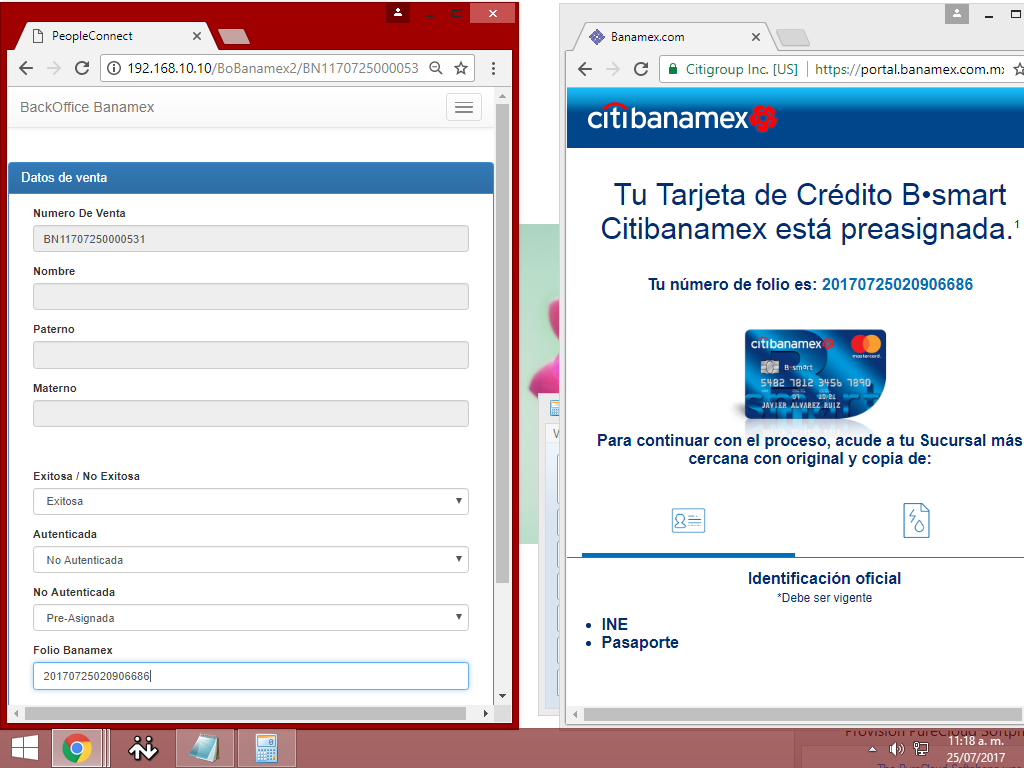 PeopleConnect
192.168.10.10/BoBanamex2/BN1170725000053
BackOffice Banamex
Datos de venta
Numero De Venta
BN11707250000531
Nombre
Paterno
Materno
Exitosa / No Exitosa
Exitosa
Autenticada
No Autenticada
No Autenticada
Pre-Asignada
Folio Banamex
20170725020906686
Banamex.com
Citigroup Inc. [US] https://portal.banamex.com.mx
citibanamex
Tu Tarjeta de Crédito B•smart
Citibanamex está preasignada.1
Tu número de folio es: 20170725020906686
citibanamex
mastercard
B•smart
5482 7812 3456 7890
07 10/21
JAVIER ALVAREZ RUIZ
Para continuar con el proceso, acude a tu Sucursal más
cercana con original y copia de:
Identificación oficial
*Debe ser vigente
INE
Pasaporte
11:18 a. m.
25/07/2017